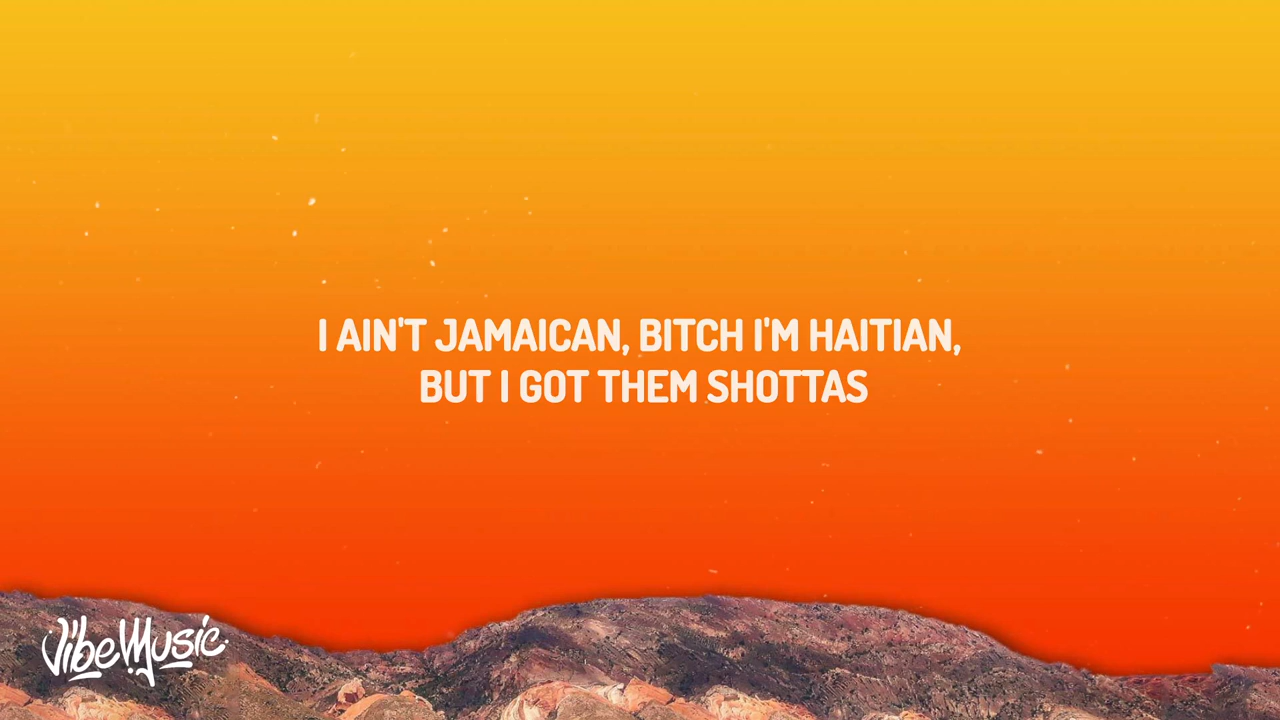 I AIN'T JAMAICAN, BITCH I'M HAITIAN,
BUT I GOT THEM SHOTTAS
VibeMusic